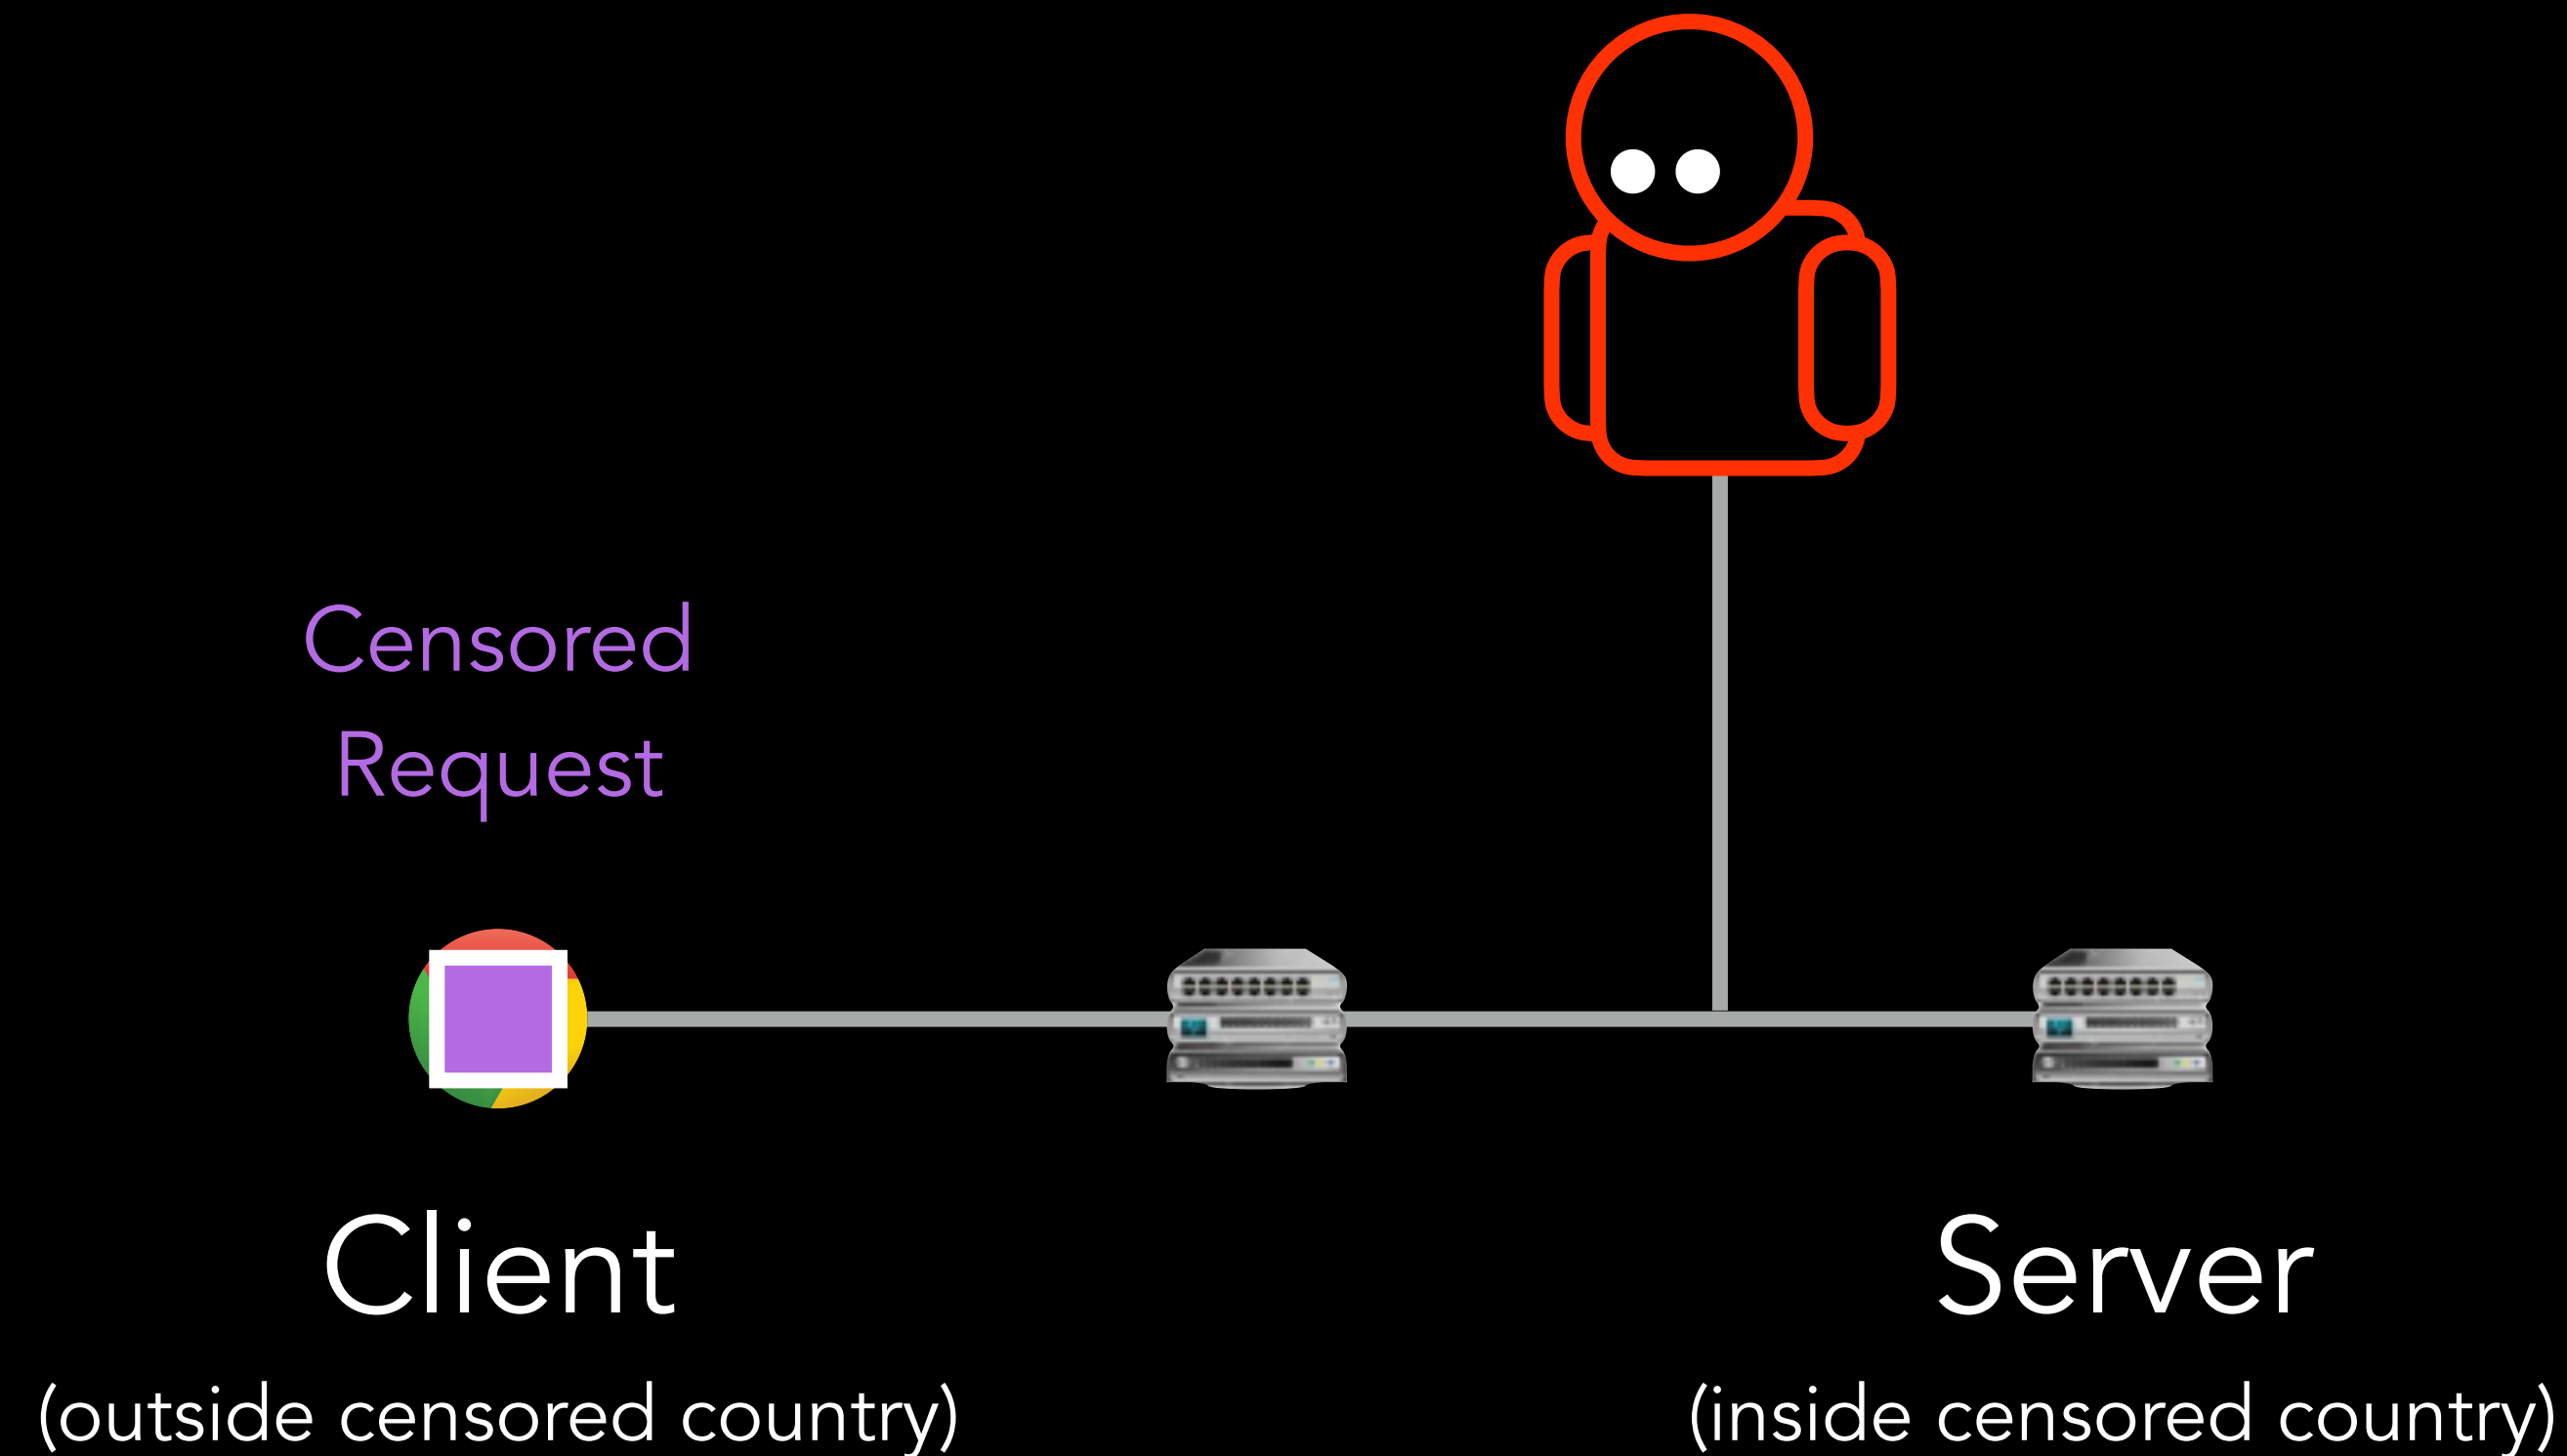 Censored
Request
Client
Server
(outside censored country)
(inside censored country)